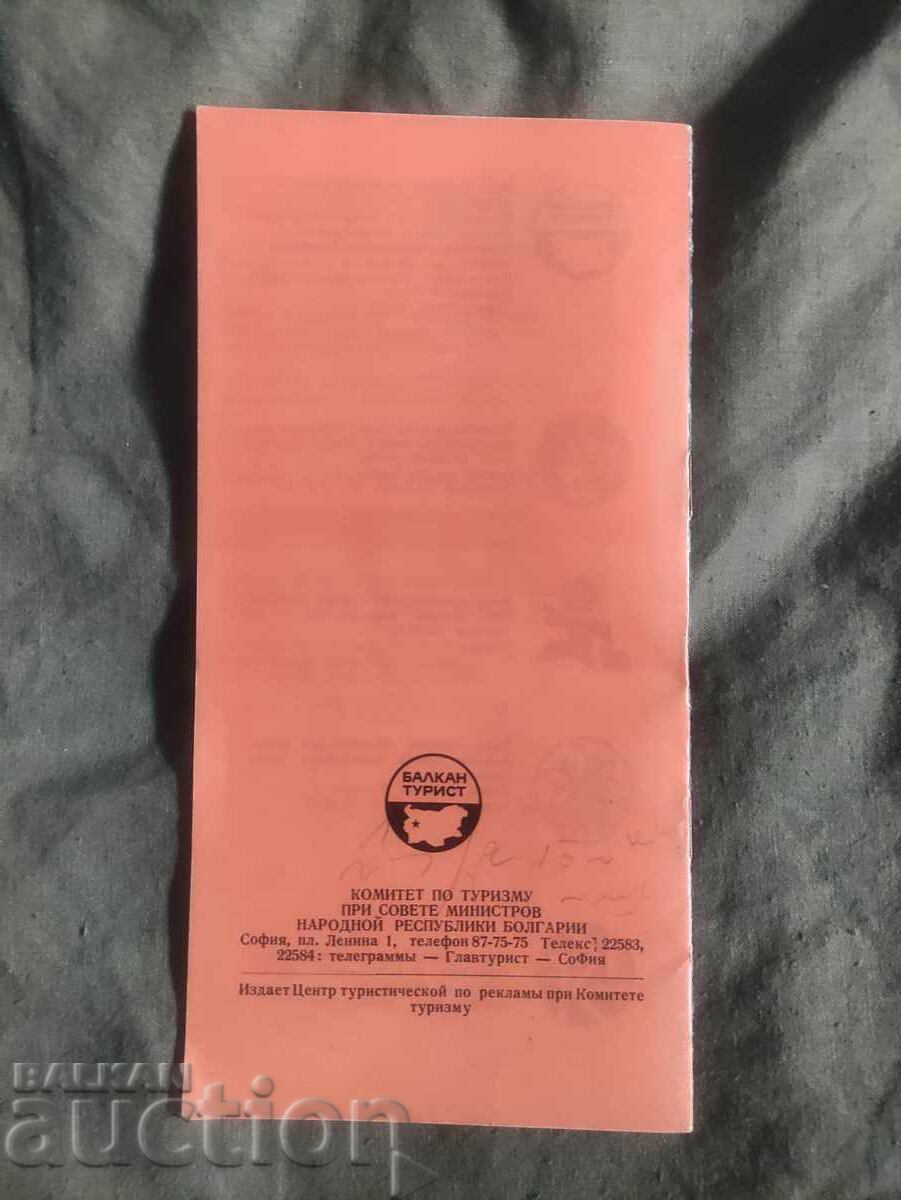 БАЛКАН
ТУРИСТ
КОМИТЕТ ПО ТУРИЗМУ
ПРИ СОВЕТЕ МИНИСТРОВ
НАРОДНОЙ РЕСПУБЛИКИ БОЛГАРИИ
София, пл. Ленина 1, телефон 87-75-75 Телекс: 22583,
22584: телеграммы — Главтурист — СоФия
Издает Центр туристической по рекламы при Комитете
туризму
BALKAN
auction